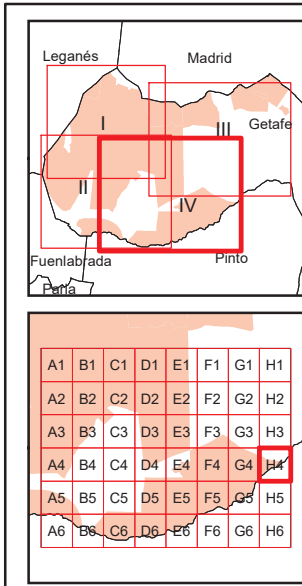 Leganés
Madrid
I
III
Getafe
II
IV
Fuenlabrada
Pinto
Parla
A1 B1 C1 D1 E1 F1 G1 H1
A2 B2 C2 D2 E2 F2 G2 H2
A3 B3 C3 D3 E3 F3 G3 H3
A4 B4 C4 D4 E4 F4 G4 H4
A5 B5 C5 D5 E5 F5 G5 H5
A6 B6 C6 D6 E6 F6 G6 H6